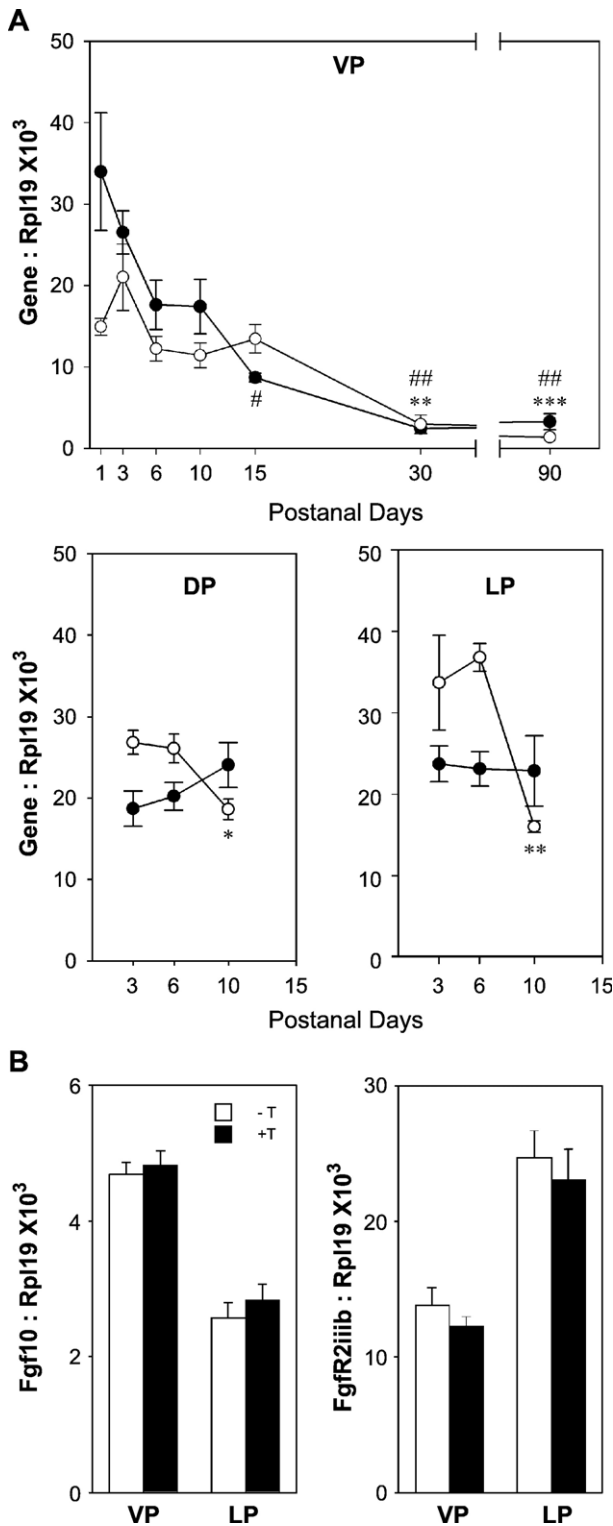 A
VP
Gene : Rpl19 X10³
50
40
30
20
10
0
#
##
**
##
***
1 3 6 10 15 30 90
Postanal Days
DP
Gene : Rpl19 X10³
50
40
30
20
10
0
*
3 6 10 15
LP
50
40
30
20
10
0
**
3 6 10 15
Postanal Days
B
Fgf10 : Rpl19 X10³
6
4
2
0
- T
+T
VP LP
FgfR2iiib : Rpl19 X10³
30
20
10
0
VP LP